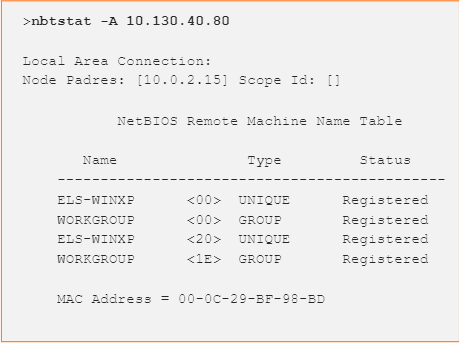 >nbtstat -A 10.130.40.80
Local Area Connection:
Node Padres: [10.0.2.15] Scope Id: []
NetBIOS Remote Machine Name Table
Name Type Status
---------------------------------------------
ELS-WINXP <00> UNIQUE Registered
WORKGROUP <00> GROUP Registered
ELS-WINXP <20> UNIQUE Registered
WORKGROUP <1E> GROUP Registered
MAC Address = 00-0C-29-BF-98-BD